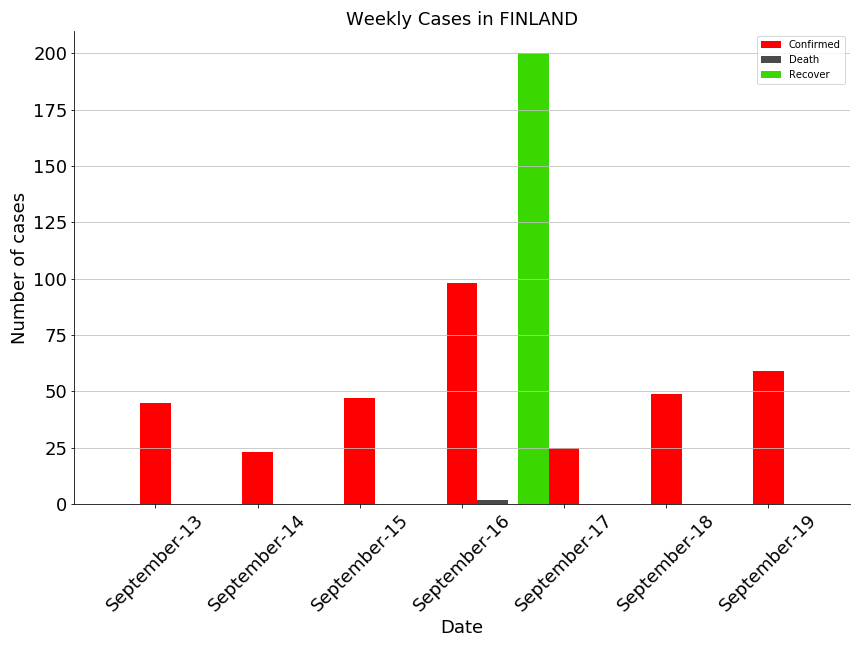 Weekly Cases in FINLAND
Confirmed
Death
Recover
Number of cases
200
175
150
125
100
75
50
25
0
September-13
September-14
September-15
September-16
September-17
September-18
September-19
Date